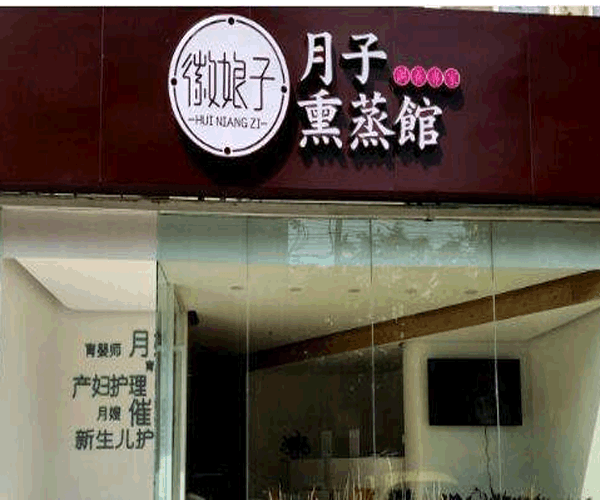 徽娘子
HUI NIANG ZI
月子
熏蒸館
育婴师 月
育
产妇护理
月嫂 催
新生儿护